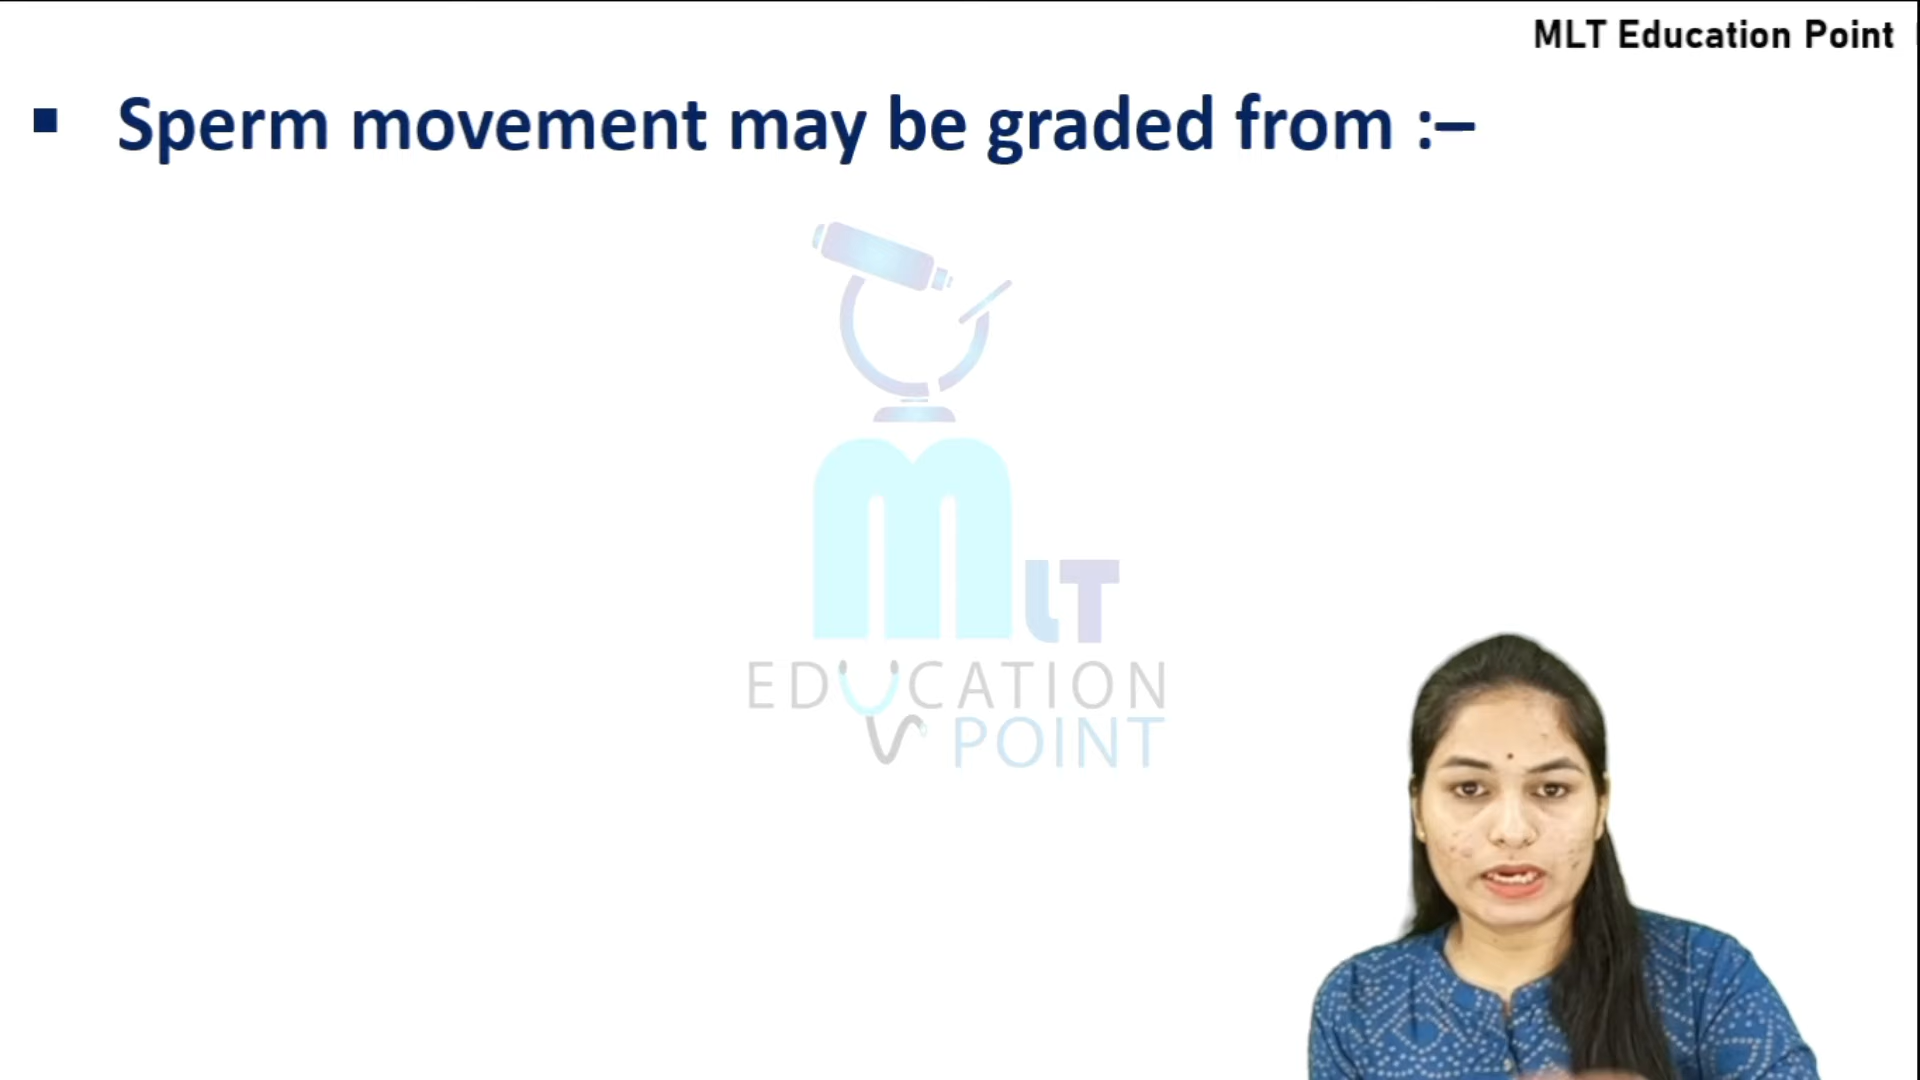 MLT Education Point
▪ Sperm movement may be graded from :–
MLT
EDUCATION
POINT